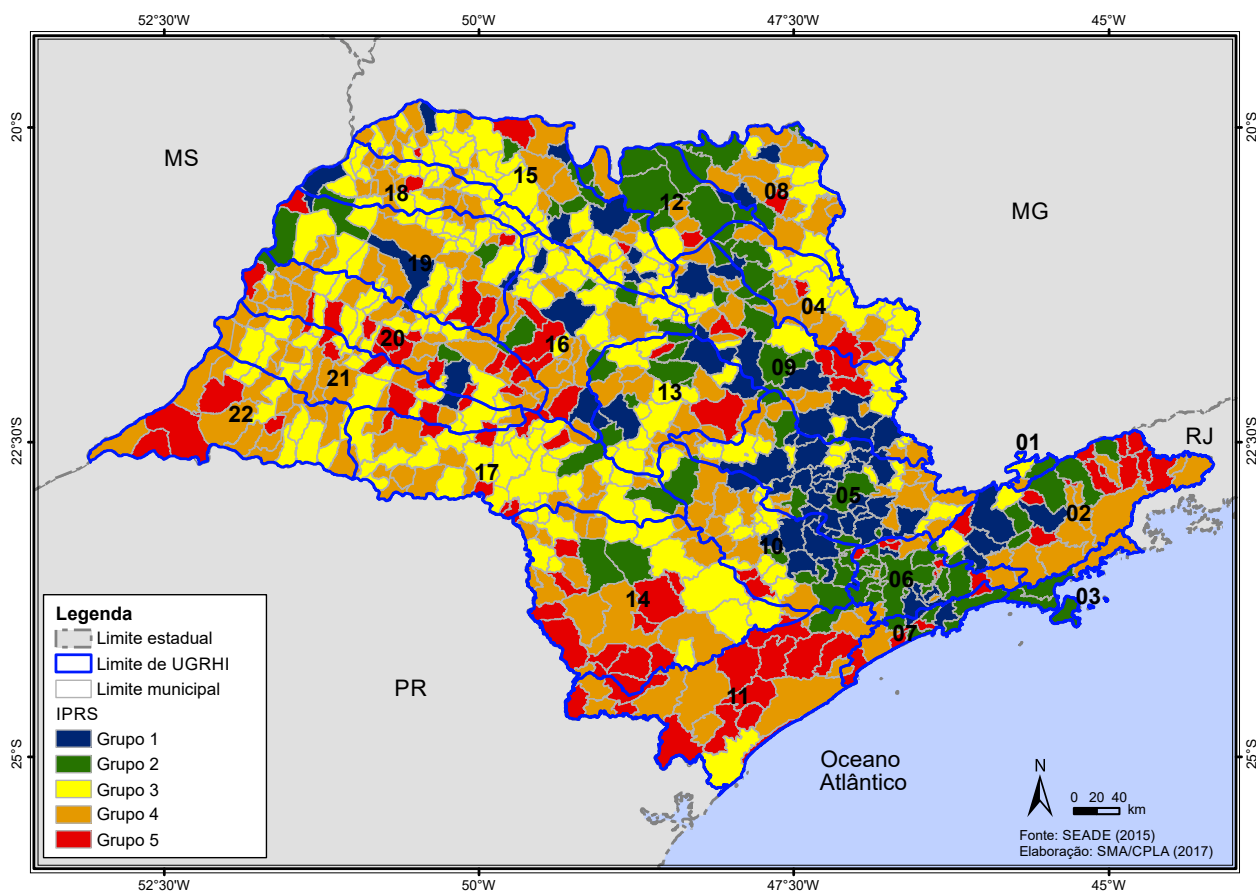 52°30'W 50°W 47°30'W 45°W
20°S 20°S
MS
MG
15
18
08
12
19
04
20
16
09
21
13
22
22°30'S 22°30'S
01
RJ
17
05
02
10
06
03
14
07
PR
11
25°S 25°S
Oceano
Atlântico
Legenda
Limite estadual
Limite de UGRHI
Limite municipal
IPRS
Grupo 1
Grupo 2
Grupo 3
Grupo 4
Grupo 5
N
0 20 40
km
Fonte: SEADE (2015)
Elaboração: SMA/CPLA (2017)
52°30'W 50°W 47°30'W 45°W